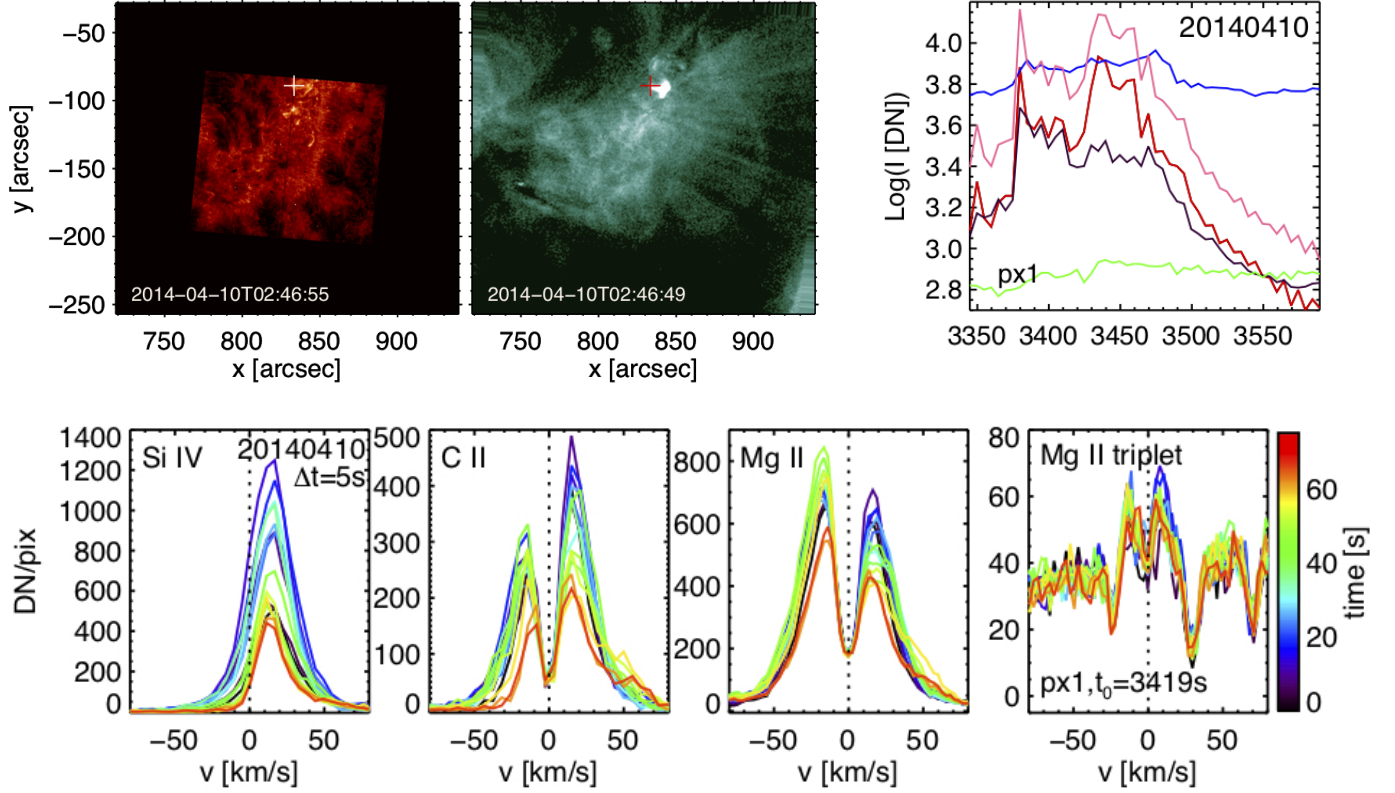 −50
−100
−150
−200
−250
y [arcsec]
2014−04−10T02:46:55
750 800 850 900
x [arcsec]
2014−04−10T02:46:49
750 800 850 900
x [arcsec]
20140410
4.0
3.8
3.6
3.4
3.2
3.0
2.8
Log(I [DN])
px1
3350 3400 3450 3500 3550
Si IV
20140410
Δt=5s
1400
1200
1000
800
600
400
200
0
DN/pix
−50 0 50
v [km/s]
C II
500
400
300
200
100
0
−50 0 50
v [km/s]
Mg II
800
600
400
200
0
−50 0 50
v [km/s]
Mg II triplet
80
60
40
20
0
px1,t₀=3419s
−50 0 50
v [km/s]
60
40
20
0
time [s]